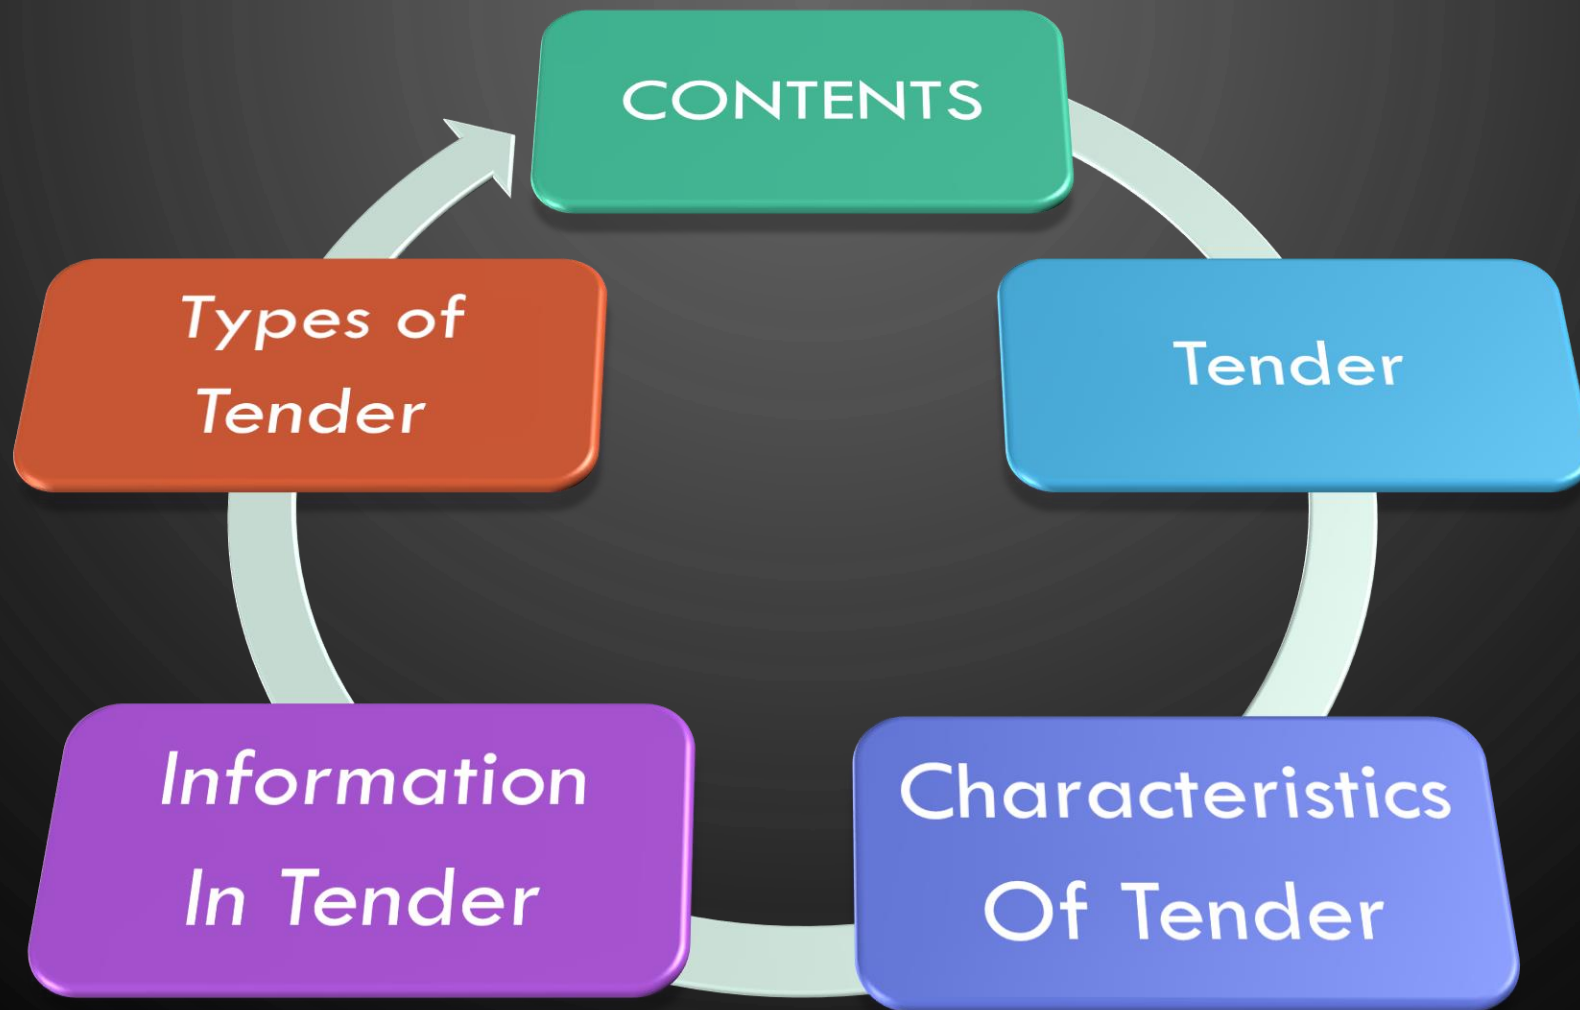 CONTENTS
Tender
Characteristics
Of Tender
Information
In Tender
Types of
Tender